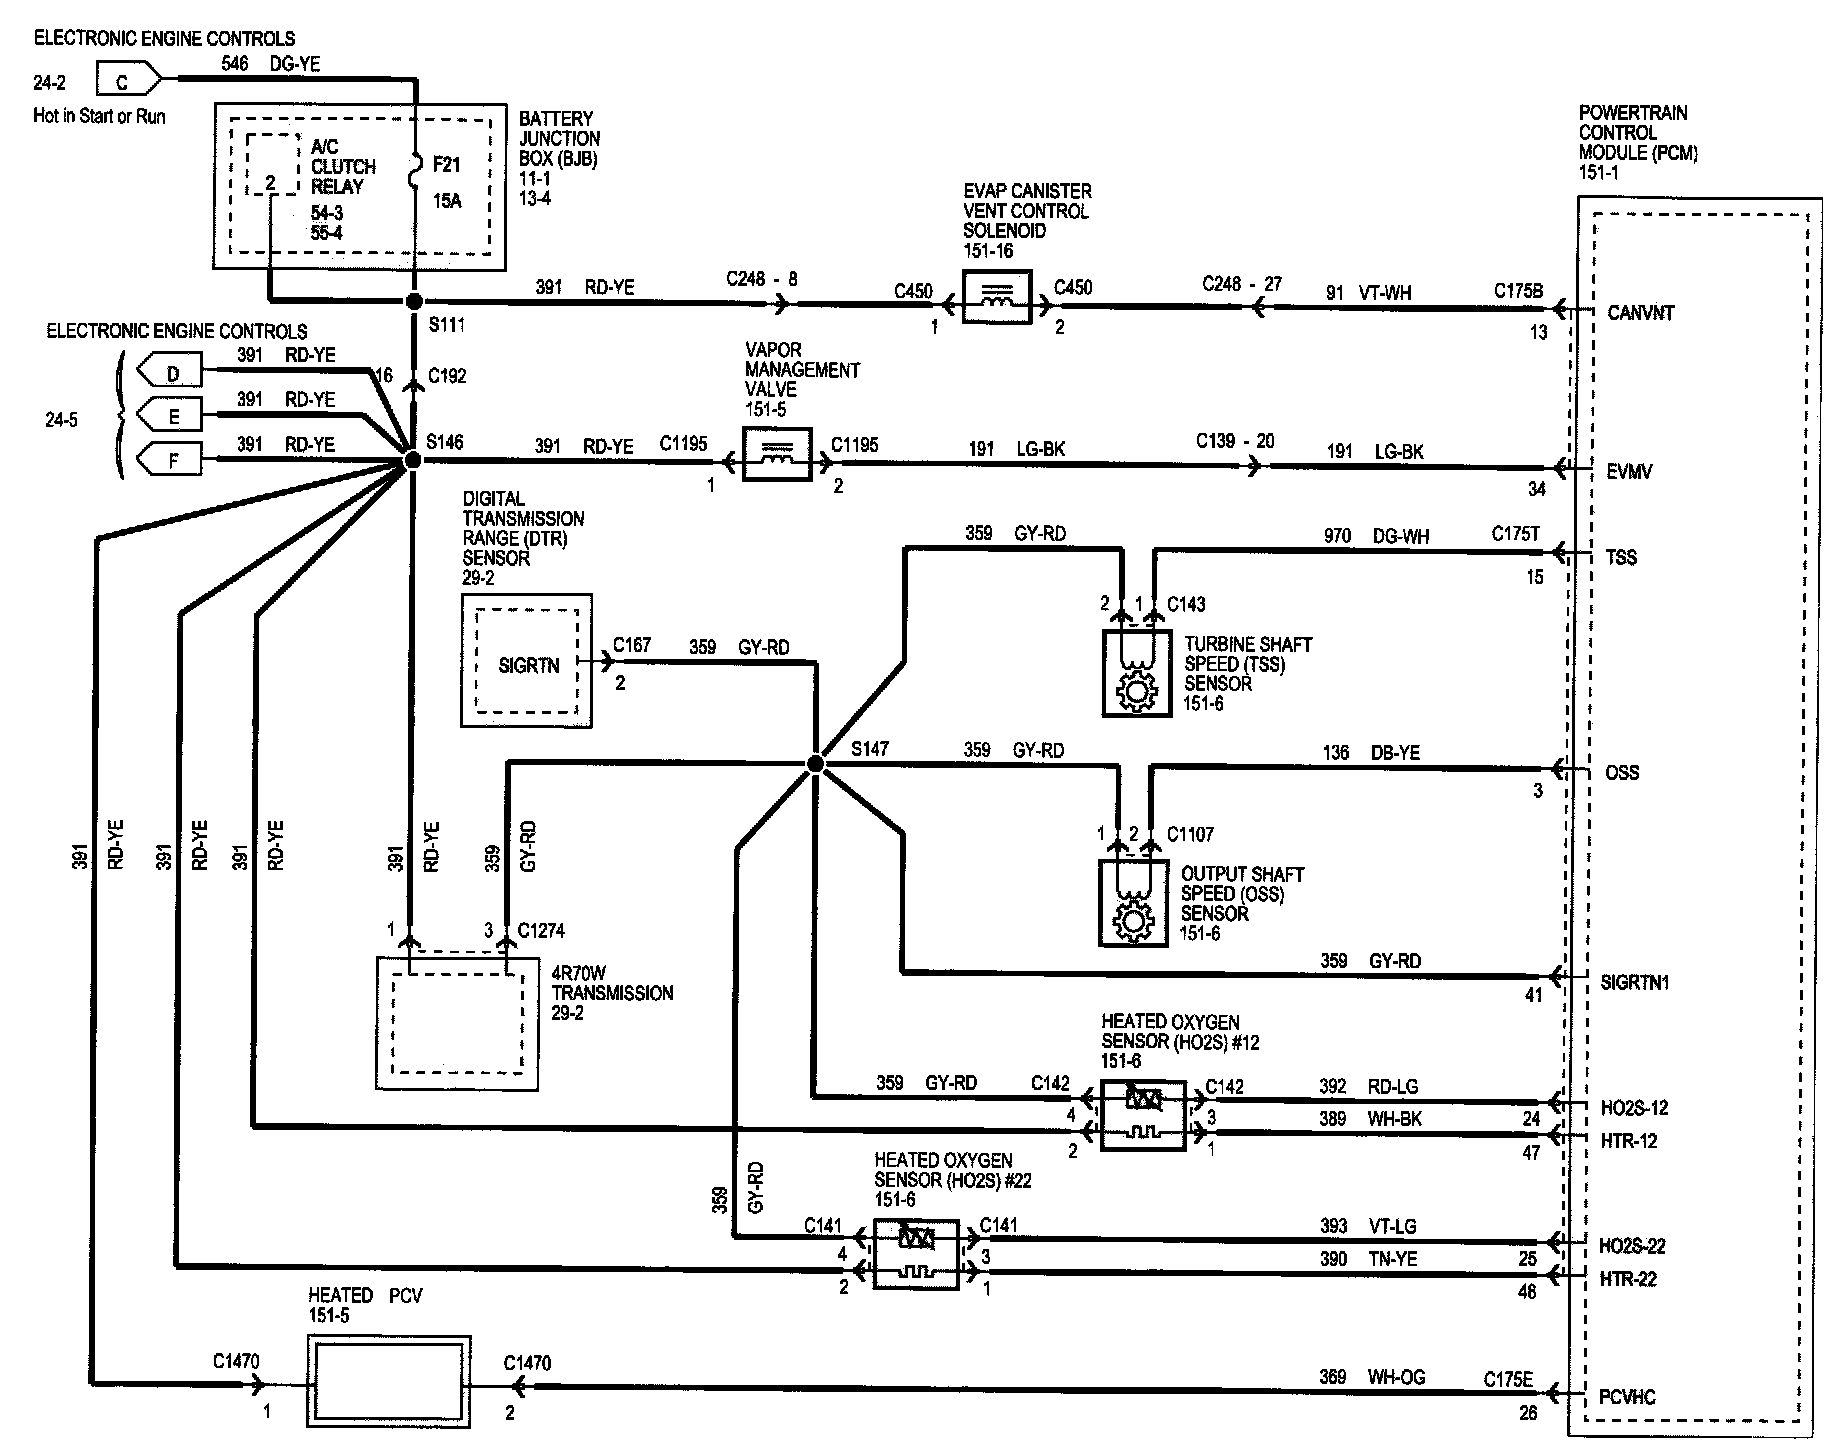 ELECTRONIC ENGINE CONTROLS
546 DG-YE
24-2
C
Hot in Start or Run
A/C
CLUTCH
RELAY
54-3
55-4
2
F21
15A
BATTERY
JUNCTION
BOX (BJB)
11-1
13-4
POWERTRAIN
CONTROL
MODULE (PCM)
151-1
EVAP CANISTER
VENT CONTROL
SOLENOID
151-16
391 RD-YE
C248 - 8
C450
1
C450
2
C248 - 27
91 VT-WH
C175B
13
CANVNT
S111
ELECTRONIC ENGINE CONTROLS
391 RD-YE
D
16
C192
391 RD-YE
E
24-5
391 RD-YE
F
S146
VAPOR
MANAGEMENT
VALVE
151-5
391 RD-YE
C1195
1
C1195
2
191 LG-BK
C139 - 20
191 LG-BK
34
EVMV
DIGITAL
TRANSMISSION
RANGE (DTR)
SENSOR
29-2
SIGRTN
C167
2
359 GY-RD
359 GY-RD
970 DG-WH
C175T
15
TSS
2 1 C143
TURBINE SHAFT
SPEED (TSS)
SENSOR
151-6
S147
359 GY-RD
136 DB-YE
3
OSS
1 2 C1107
OUTPUT SHAFT
SPEED (OSS)
SENSOR
151-6
391 RD-YE
391 RD-YE
391 RD-YE
391 RD-YE
359 GY-RD
1
3 C1274
4R70W
TRANSMISSION
29-2
359 GY-RD
41
SIGRTN1
HEATED OXYGEN
SENSOR (HO2S) #12
151-6
359 GY-RD
C142
4
2
C142
3
1
392 RD-LG
24
HO2S-12
389 WH-BK
47
HTR-12
359 GY-RD
HEATED OXYGEN
SENSOR (HO2S) #22
151-6
C141
4
2
C141
3
1
393 VT-LG
25
HO2S-22
390 TN-YE
48
HTR-22
HEATED PCV
151-5
C1470
1
C1470
2
369 WH-OG
C175E
26
PCVHC